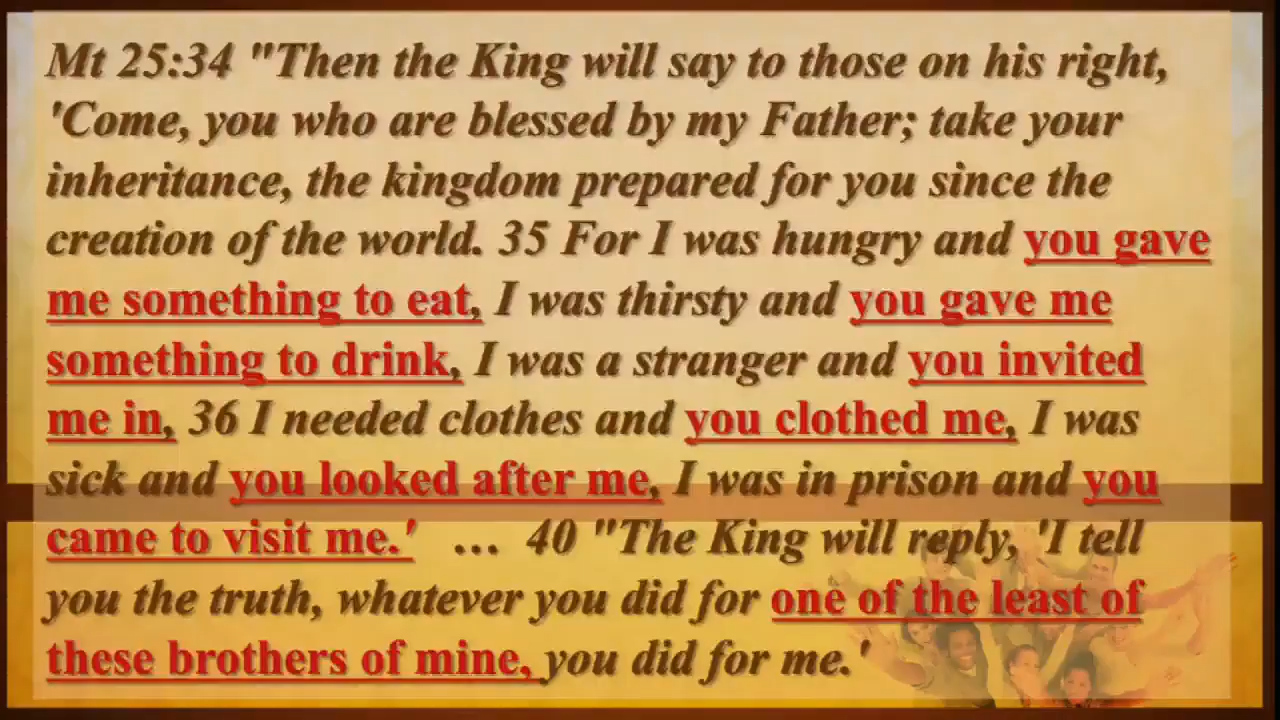 Mt 25:34 "Then the King will say to those on his right,
'Come, you who are blessed by my Father; take your
inheritance, the kingdom prepared for you since the
creation of the world. 35 For I was hungry and you gave
me something to eat, I was thirsty and you gave me
something to drink, I was a stranger and you invited
me in, 36 I needed clothes and you clothed me, I was
sick and you looked after me, I was in prison and you
came to visit me.' … 40 "The King will reply, 'I tell
you the truth, whatever you did for one of the least of
these brothers of mine, you did for me.'